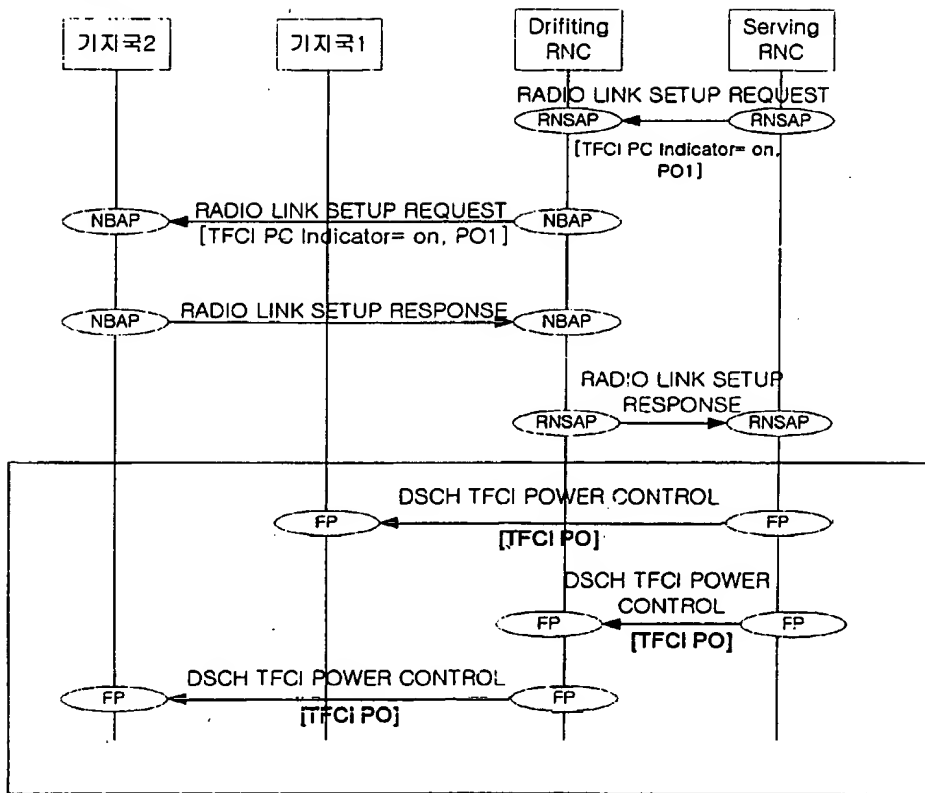 기지국2
기지국1
Drifiting
RNC
Serving
RNC
RADIO LINK SETUP REQUEST
RNSAP
RNSAP
[TFCI PC Indicator= on,
PO1]
RADIO LINK SETUP REQUEST
NBAP
NBAP
[TFCI PC Indicator= on, PO1]
RADIO LINK SETUP RESPONSE
NBAP
NBAP
RADIO LINK SETUP
RESPONSE
RNSAP
RNSAP
DSCH TFCI POWER CONTROL
FP
FP
[TFCI PO]
DSCH TFCI POWER
CONTROL
FP
FP
[TFCI PO]
DSCH TFCI POWER CONTROL
FP
FP
[TFCI PO]